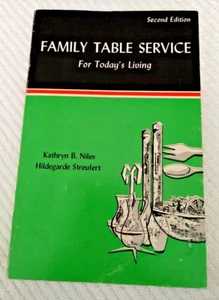 Second Edition
FAMILY TABLE SERVICE
For Today's Living
Kathryn B. Niles
Hildegarde Streufert